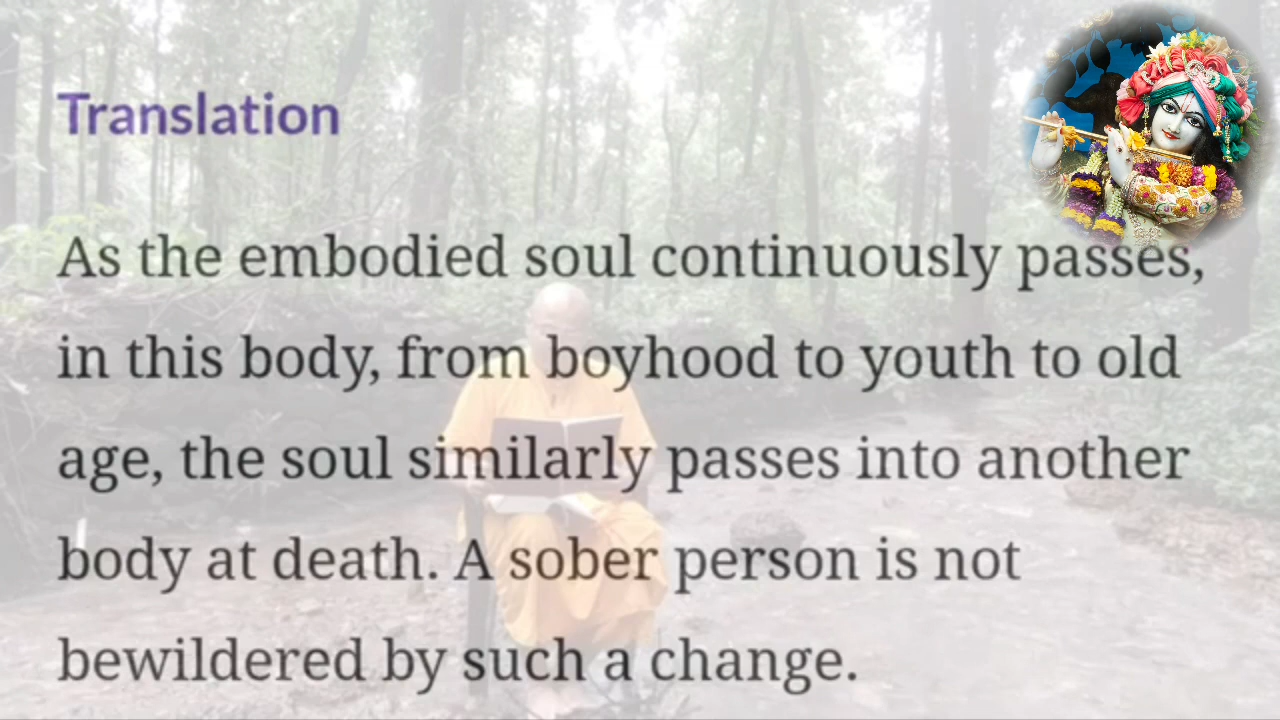 Translation
As the embodied soul continuously passes,
in this body, from boyhood to youth to old
age, the soul similarly passes into another
body at death. A sober person is not
bewildered by such a change.